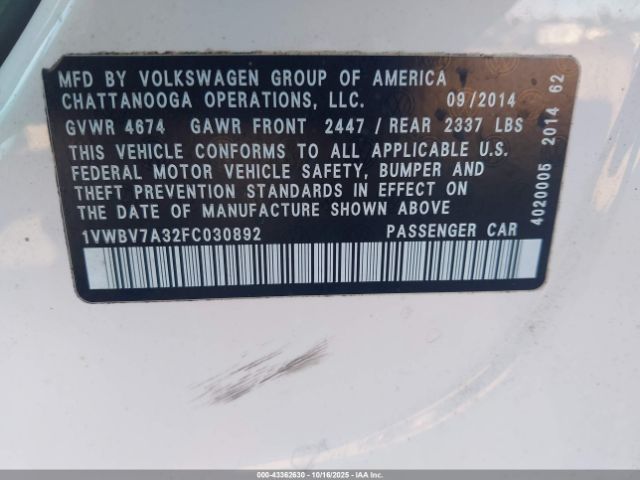 MFD BY VOLKSWAGEN GROUP OF AMERICA
CHATTANOOGA OPERATIONS, LLC. 09/2014
GVWR 4674 GAWR FRONT 2447 / REAR 2337 LBS
THIS VEHICLE CONFORMS TO ALL APPLICABLE U.S.
FEDERAL MOTOR VEHICLE SAFETY, BUMPER AND
THEFT PREVENTION STANDARDS IN EFFECT ON
THE DATE OF MANUFACTURE SHOWN ABOVE
1VWBV7A32FC030892 PASSENGER CAR
4020005 2014 62
000-43362630 - 10/16/2025 - IAAI.COM